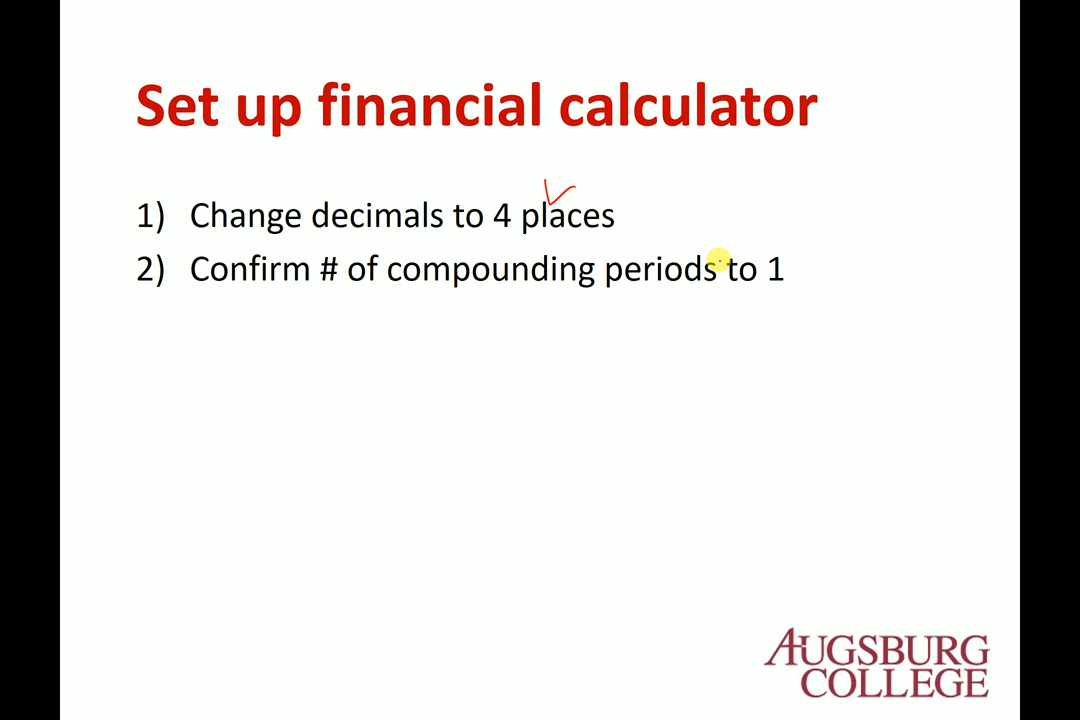 Set up financial calculator
1) Change decimals to 4 places
2) Confirm # of compounding periods to 1
AUGSBURG
COLLEGE